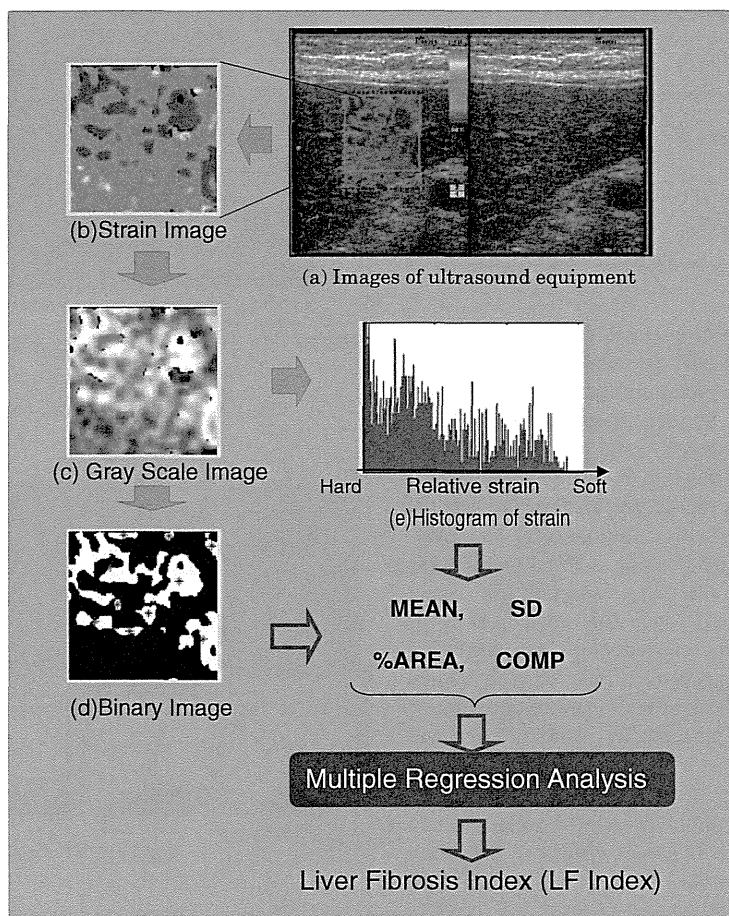 (a) Images of ultrasound equipment
(b)Strain Image
(c) Gray Scale Image
Hard Relative strain Soft
(e)Histogram of strain
(d)Binary Image
MEAN, SD
%AREA, COMP
Multiple Regression Analysis
Liver Fibrosis Index (LF Index)